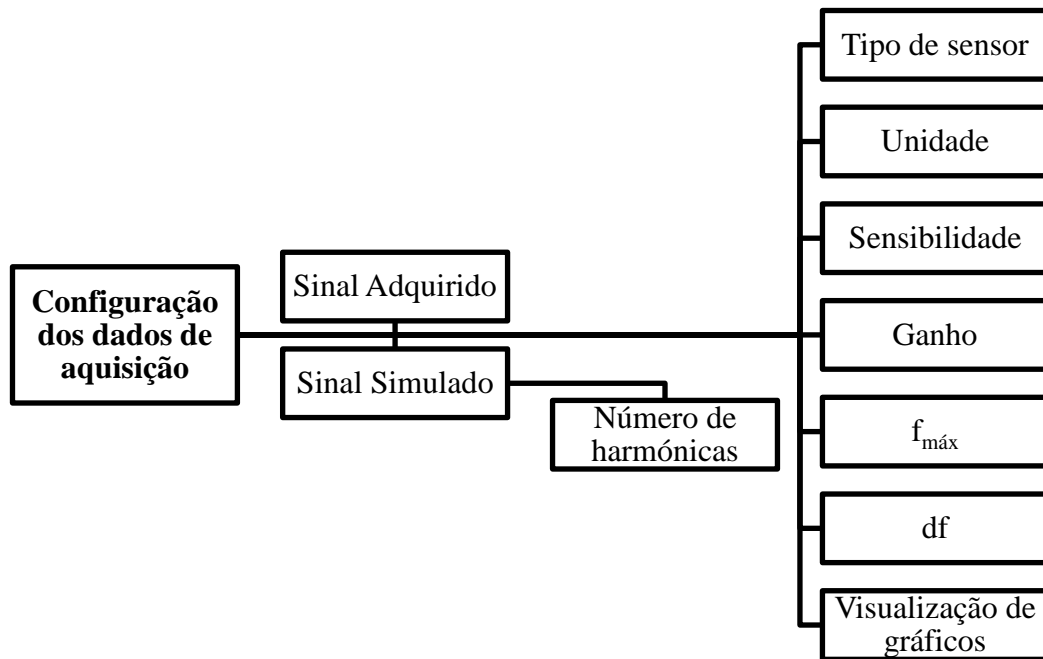 Configuração
dos dados de
aquisição
Sinal Adquirido
Sinal Simulado
Número de
harmónicas
Tipo de sensor
Unidade
Sensibilidade
Ganho
fmáx
df
Visualização de
gráficos